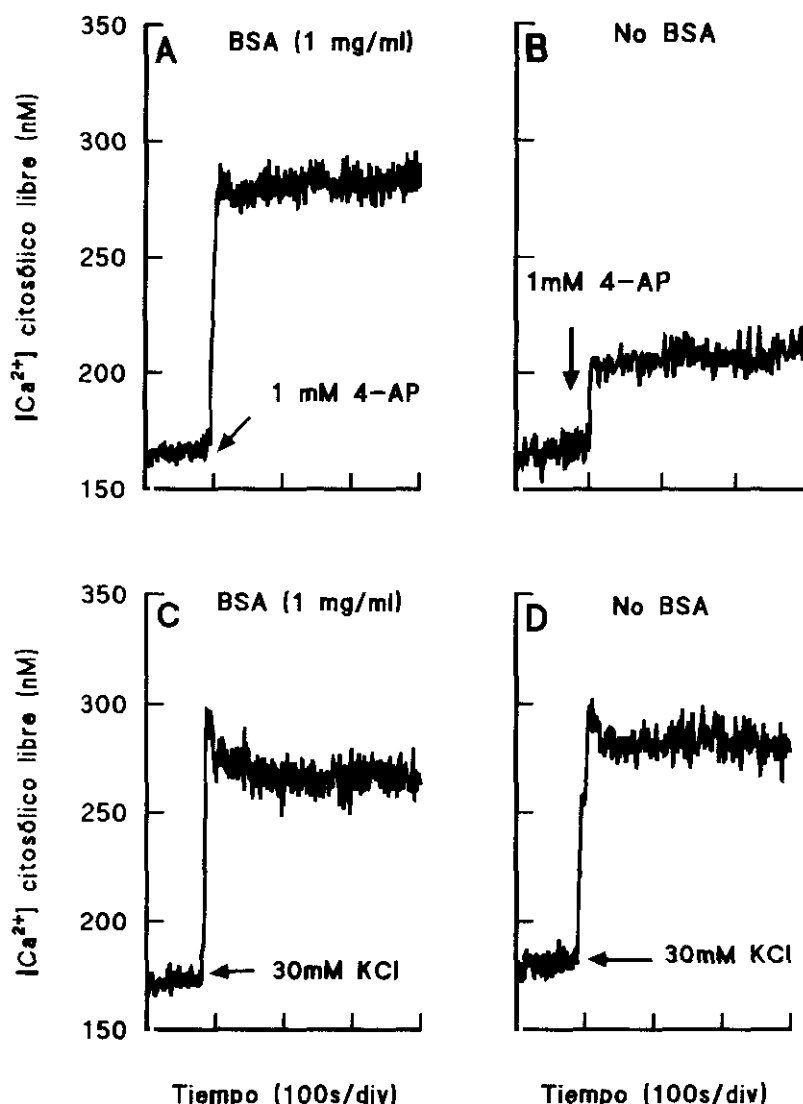 A
BSA (1 mg/ml)
350
300
250
200
150
[Ca²⁺] citosólico libre (nM)
1 mM 4-AP
B
No BSA
1mM 4-AP
C
BSA (1 mg/ml)
350
300
250
200
150
[Ca²⁺] citosólico libre (nM)
30mM KCl
Tiempo (100s/div)
D
No BSA
30mM KCl
Tiempo (100s/div)